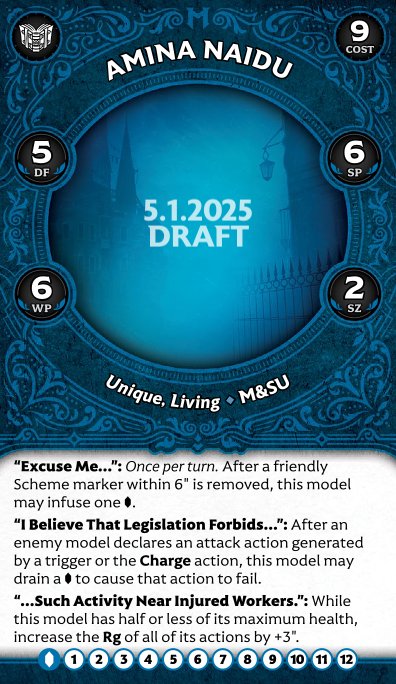 AMINA NAIDU
9
COST
5
DF
6
SP
5.1.2025
DRAFT
6
WP
2
SZ
Unique, Living ◆ M&SU
“Excuse Me...”: Once per turn. After a friendly
Scheme marker within 6" is removed, this model
may infuse one ⬮.
“I Believe That Legislation Forbids...”: After an
enemy model declares an attack action generated
by a trigger or the Charge action, this model may
drain a ⬮ to cause that action to fail.
“...Such Activity Near Injured Workers.”: While
this model has half or less of its maximum health,
increase the Rg of all of its actions by +3".
1 2 3 4 5 6 7 8 9 10 11 12